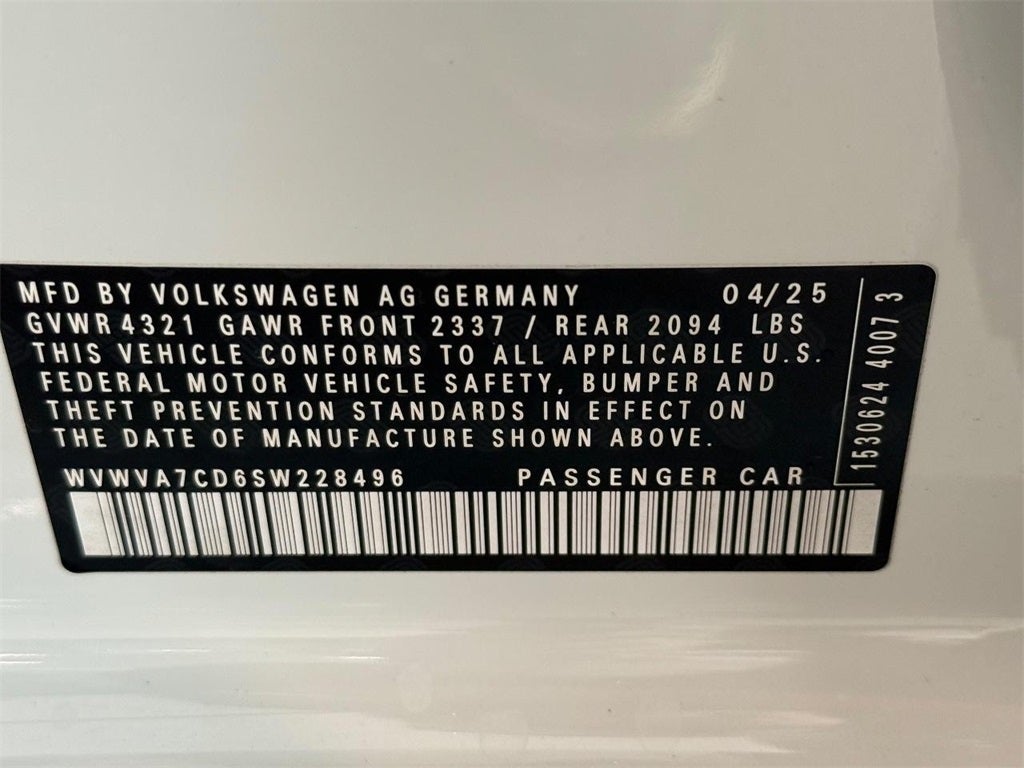 MFD BY VOLKSWAGEN AG GERMANY 04/25
GVWR 4321 GAWR FRONT 2337 / REAR 2094 LBS
THIS VEHICLE CONFORMS TO ALL APPLICABLE U.S.
FEDERAL MOTOR VEHICLE SAFETY, BUMPER AND
THEFT PREVENTION STANDARDS IN EFFECT ON
THE DATE OF MANUFACTURE SHOWN ABOVE.
WVWVA7CD6SW228496 PASSENGER CAR
1530624 4007 3